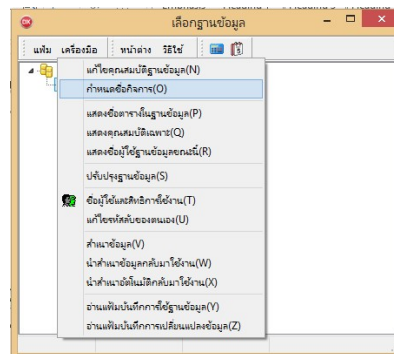 เลือกฐานข้อมูล
แฟ้ม เครื่องมือ หน้าต่าง วิธีใช้
แก้ไขคุณสมบัติฐานข้อมูล(N)
กำหนดชื่อกิจการ(O)
แสดงชื่อตารางในฐานข้อมูล(P)
แสดงคุณสมบัติเฉพาะ(Q)
แสดงชื่อผู้ใช้ฐานข้อมูลขณะนี้(R)
ปรับปรุงฐานข้อมูล(S)
ชื่อผู้ใช้และสิทธิการใช้งาน(T)
แก้ไขรหัสลับของตนเอง(U)
สำเนาข้อมูล(V)
นำสำเนาข้อมูลกลับมาใช้งาน(W)
นำสำเนาอัตโนมัติกลับมาใช้งาน(X)
อ่านแฟ้มบันทึกการใช้ฐานข้อมูล(Y)
อ่านแฟ้มบันทึกการเปลี่ยนแปลงข้อมูล(Z)